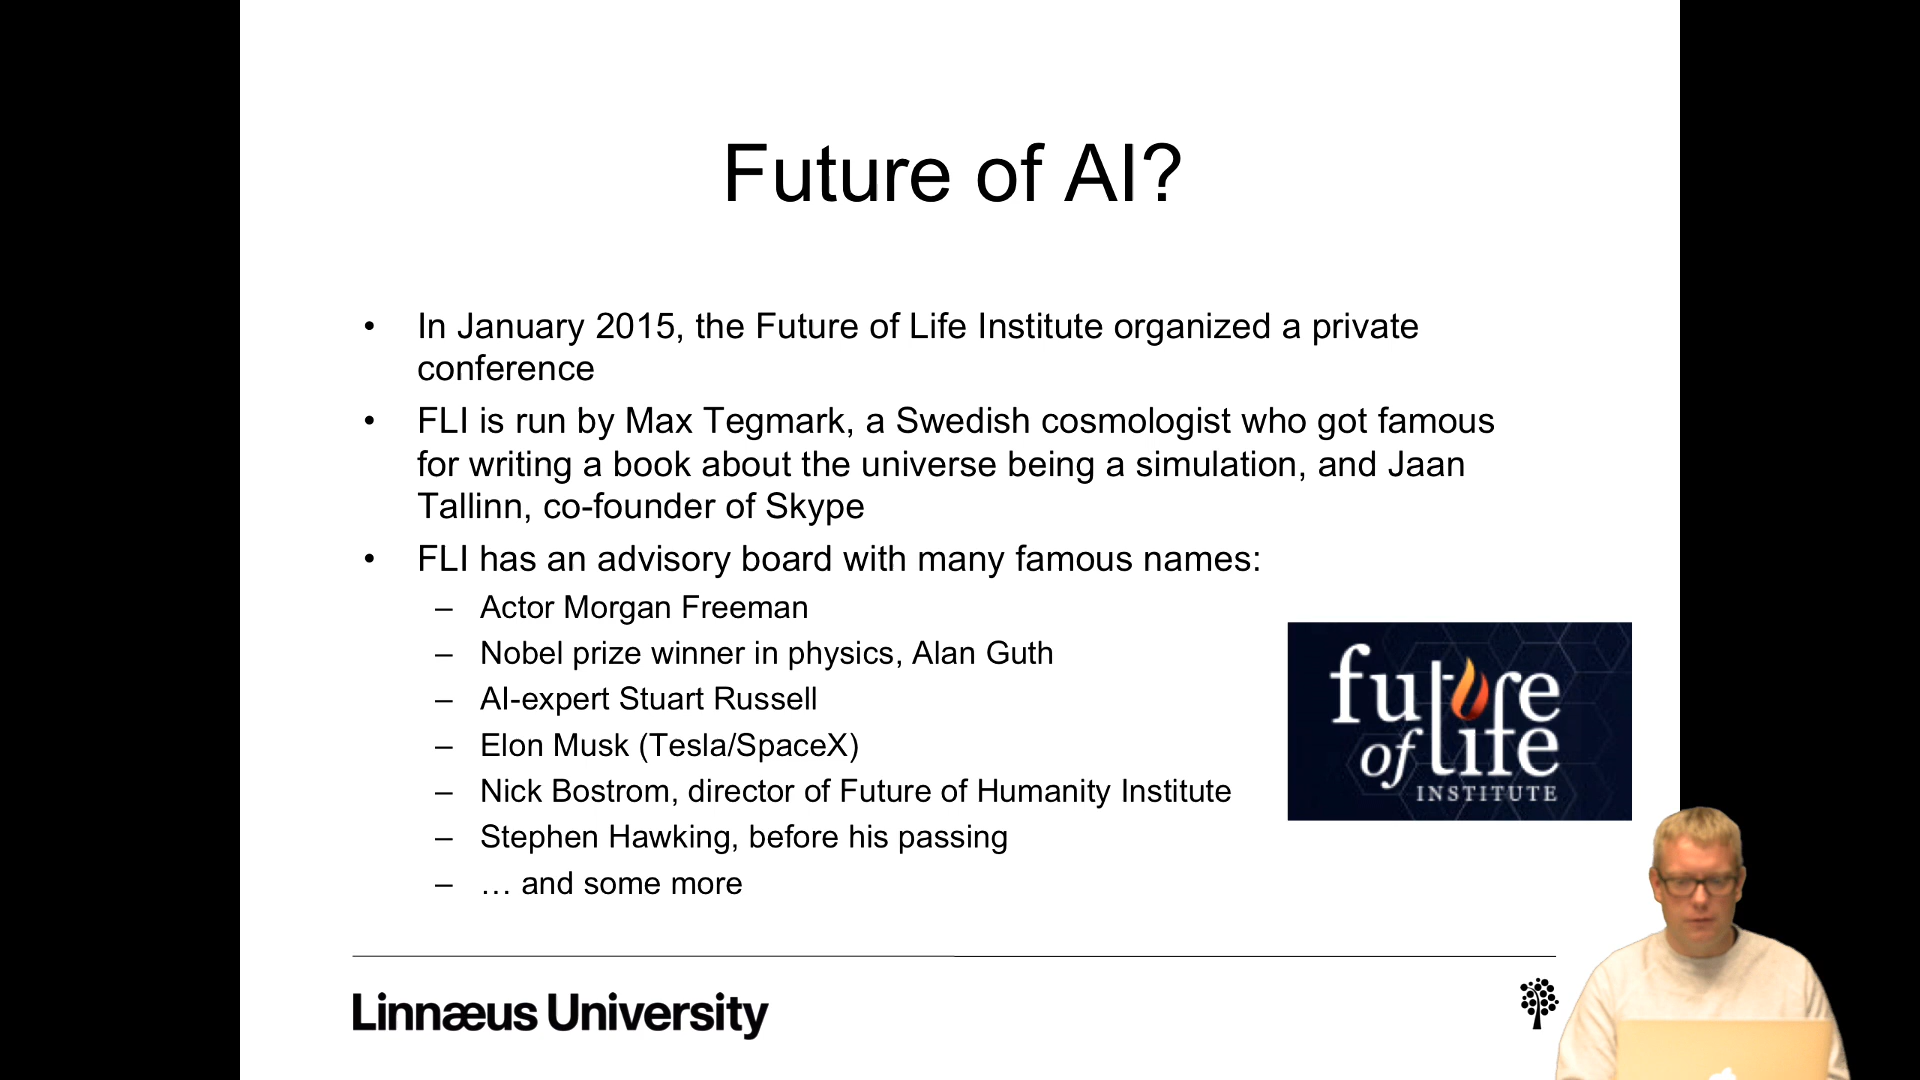 Future of AI?
• In January 2015, the Future of Life Institute organized a private
conference
• FLI is run by Max Tegmark, a Swedish cosmologist who got famous
for writing a book about the universe being a simulation, and Jaan
Tallinn, co-founder of Skype
• FLI has an advisory board with many famous names:
– Actor Morgan Freeman
– Nobel prize winner in physics, Alan Guth
– AI-expert Stuart Russell
– Elon Musk (Tesla/SpaceX)
– Nick Bostrom, director of Future of Humanity Institute
– Stephen Hawking, before his passing
– … and some more
future
of life
INSTITUTE
Linnæus University